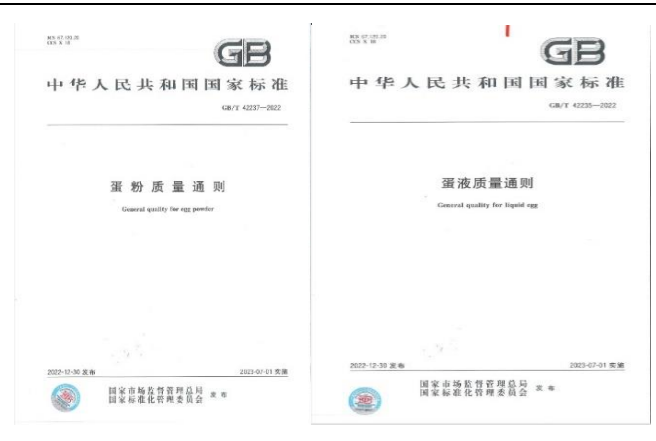 GB
中华人民共和国国家标准
GB/T 42237—2022
蛋粉质量通则
General quality for egg powder
2022-12-30 发布
2023-07-01 实施
国家市场监督管理总局
国家标准化管理委员会
发布
GB
中华人民共和国国家标准
GB/T 42235—2022
蛋液质量通则
General quality for liquid egg
2022-12-30 发布
2023-07-01 实施
国家市场监督管理总局
国家标准化管理委员会
发布